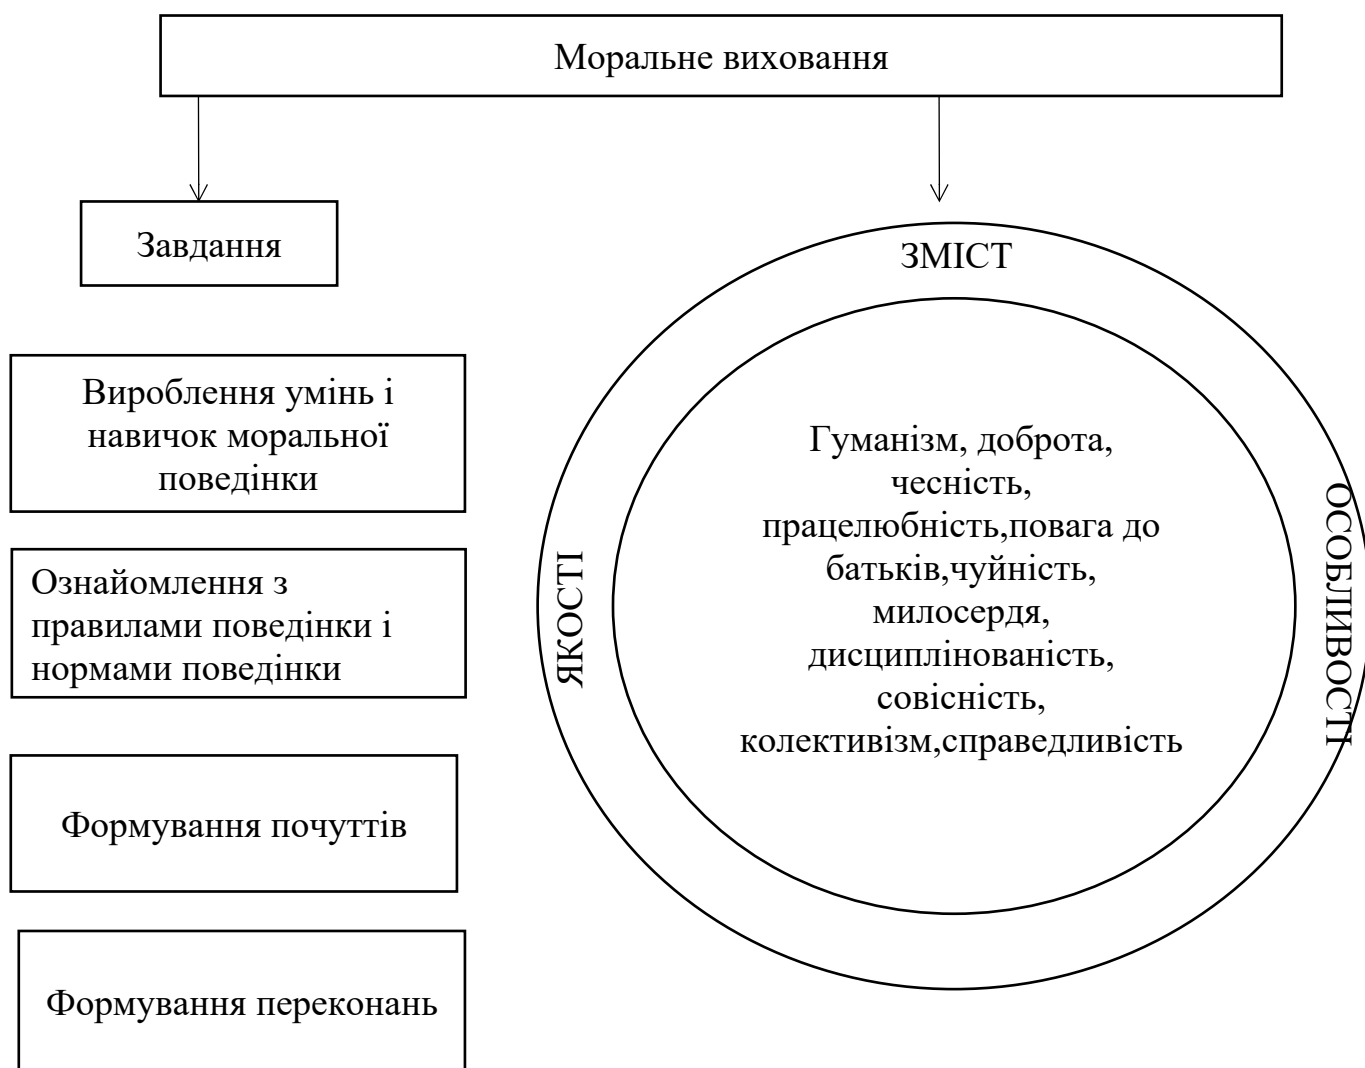 Моральне виховання
Завдання
Вироблення умінь і
навичок моральної
поведінки
Ознайомлення з
правилами поведінки і
нормами поведінки
Формування почуттів
Формування переконань
ЗМІСТ
ЯКОСТІ
Гуманізм, доброта,
чесність,
працелюбність,повага до
батьків,чуйність,
милосердя,
дисциплінованість,
совісність,
колективізм,справедливість
ОСОБЛИВОСТІ